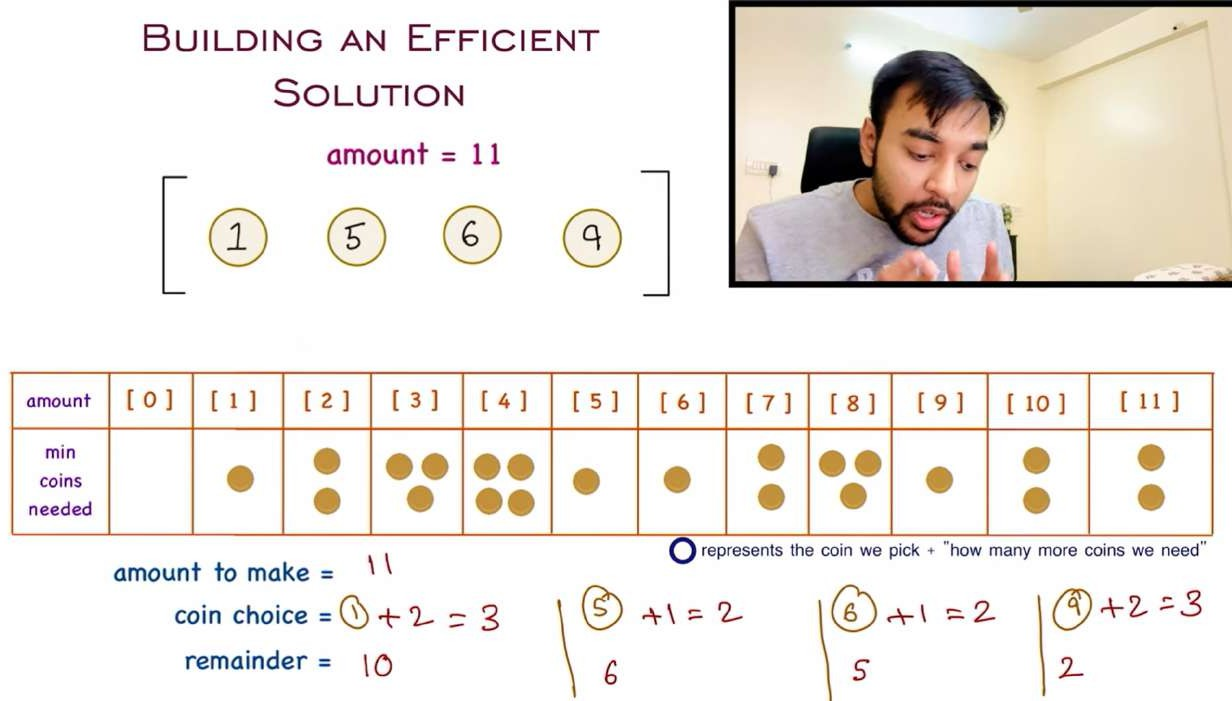 BUILDING AN EFFICIENT
SOLUTION
amount = 11
[ 1 5 6 9 ]
amount [ 0 ] [ 1 ] [ 2 ] [ 3 ] [ 4 ] [ 5 ] [ 6 ] [ 7 ] [ 8 ] [ 9 ] [ 10 ] [ 11 ]
min
coins
needed
represents the coin we pick + "how many more coins we need"
amount to make = 11
coin choice = 1 + 2 = 3 | 5 +1 = 2 | 6 +1 = 2 | 9 +2 = 3
remainder = 10 6 5 2